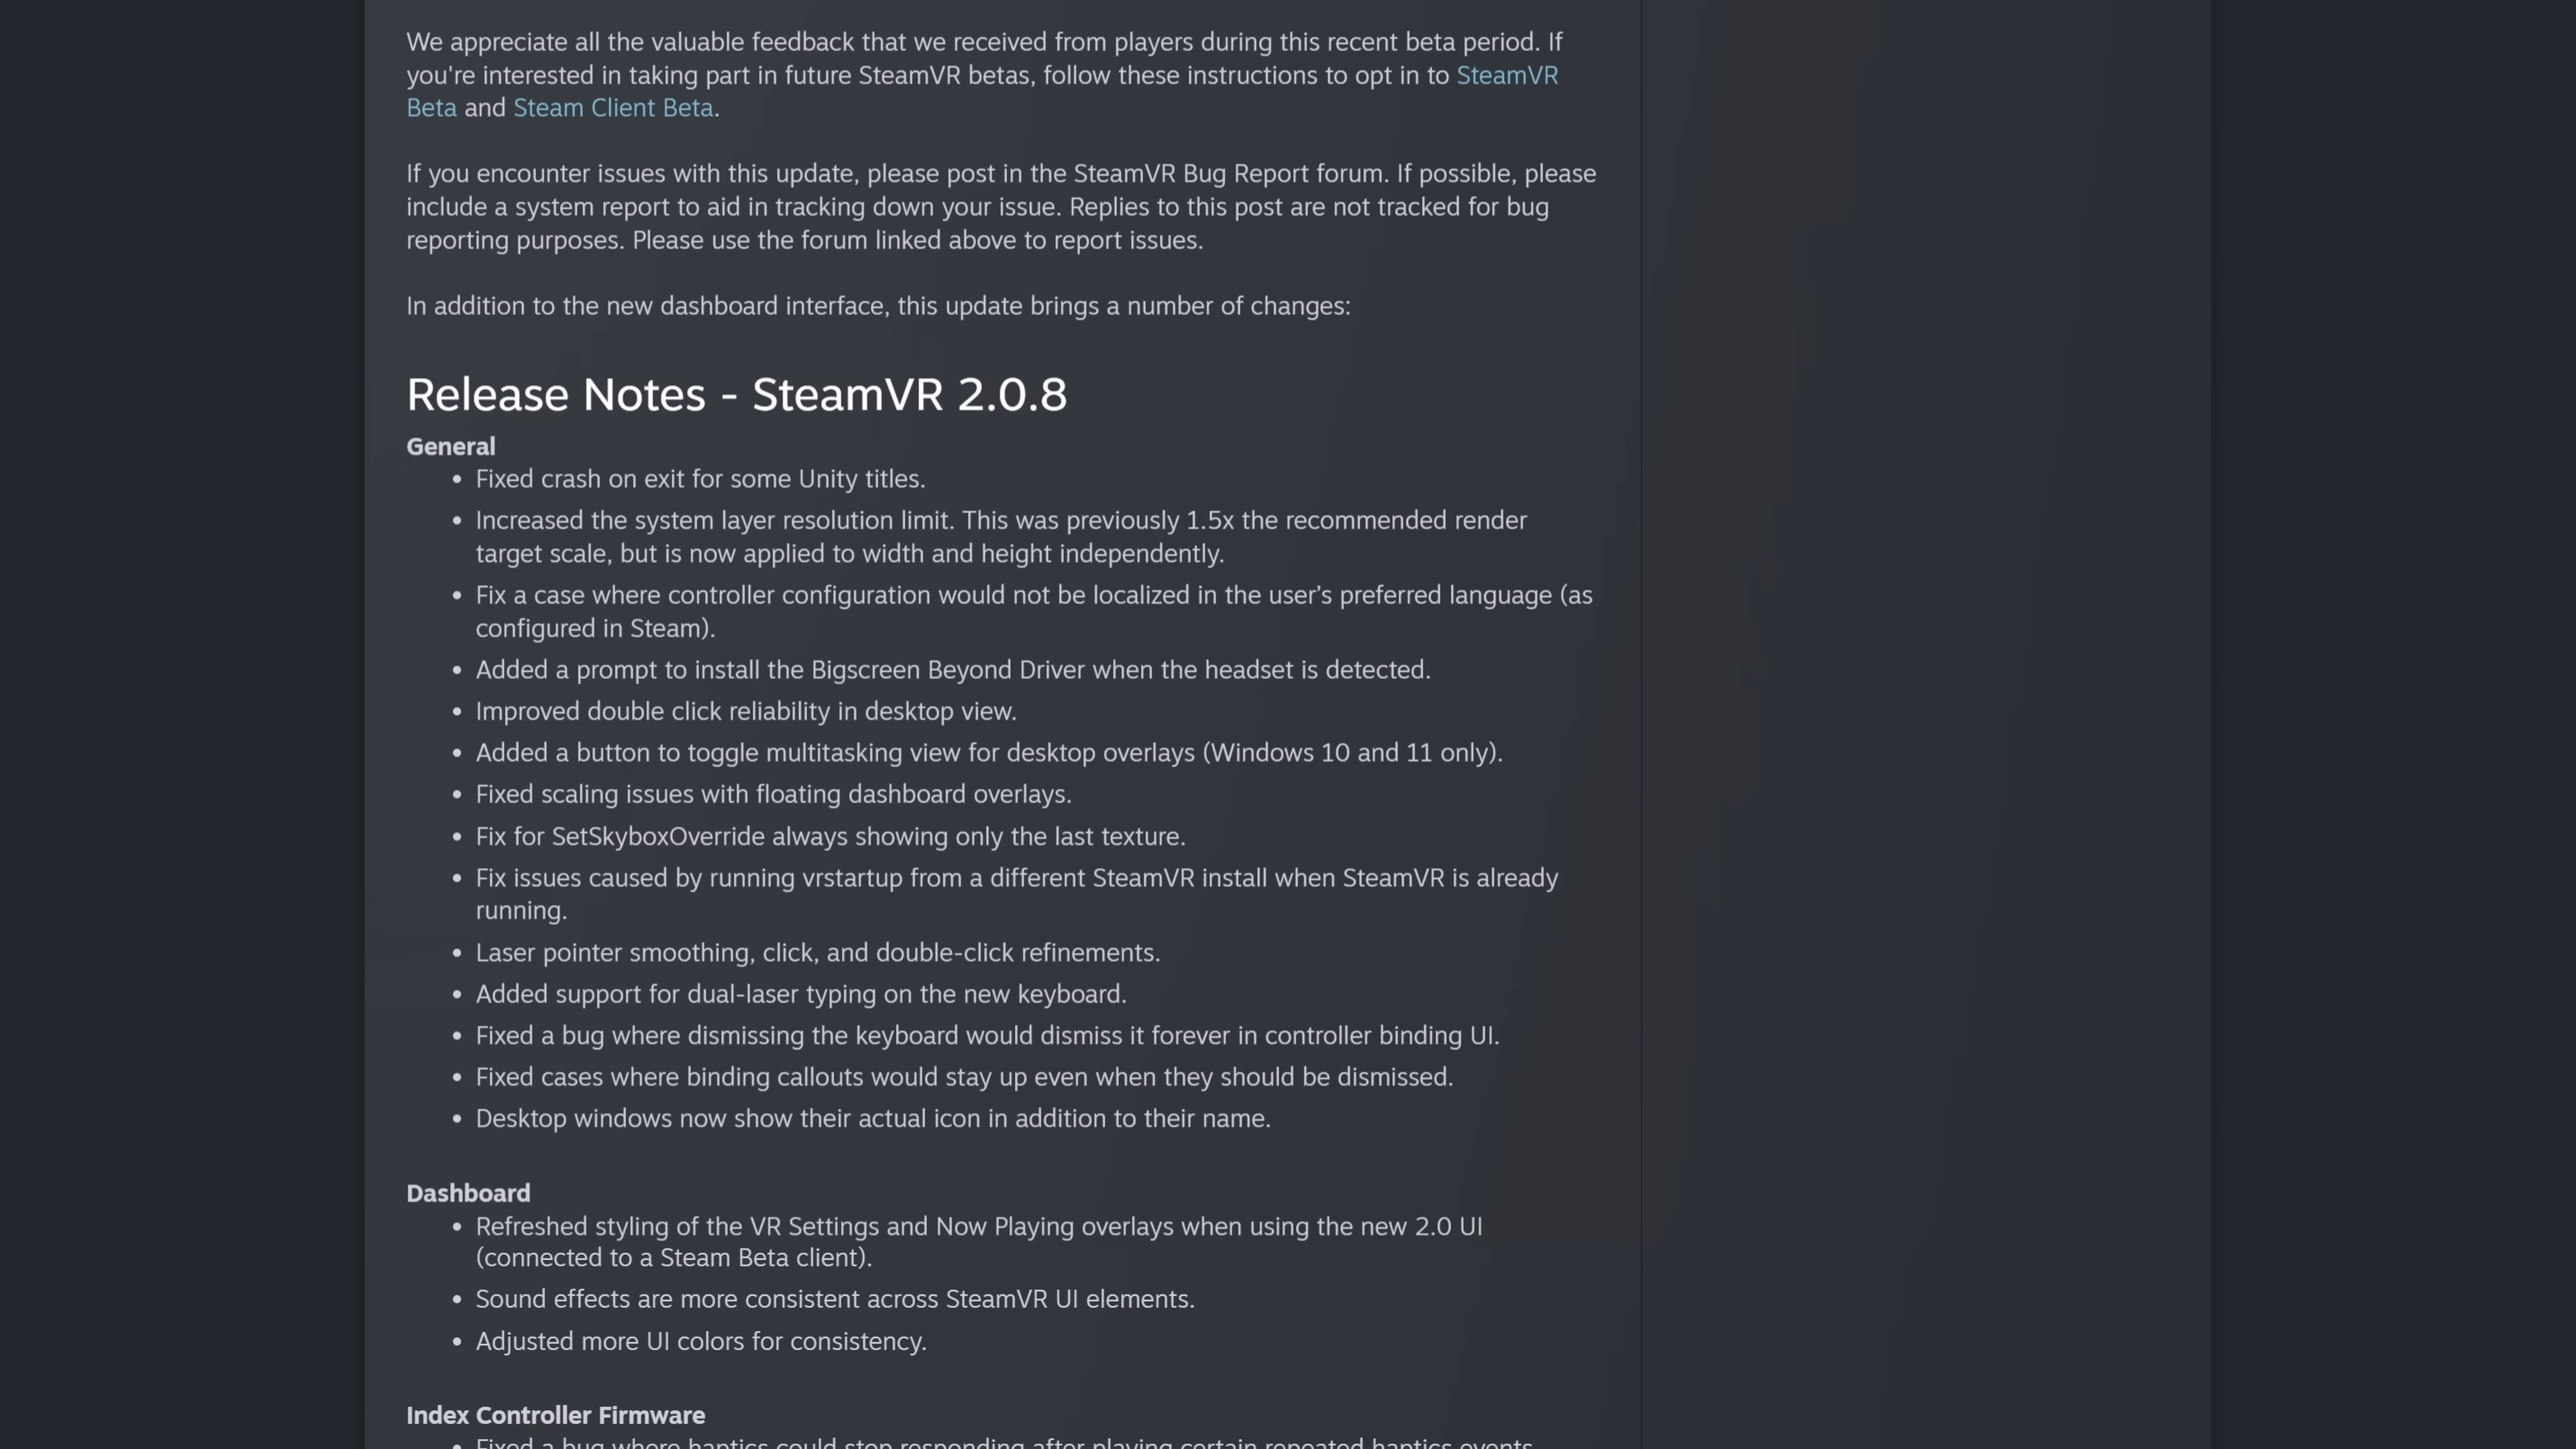 We appreciate all the valuable feedback that we received from players during this recent beta period. If
you're interested in taking part in future SteamVR betas, follow these instructions to opt in to SteamVR
Beta and Steam Client Beta.
If you encounter issues with this update, please post in the SteamVR Bug Report forum. If possible, please
include a system report to aid in tracking down your issue. Replies to this post are not tracked for bug
reporting purposes. Please use the forum linked above to report issues.
In addition to the new dashboard interface, this update brings a number of changes:
Release Notes - SteamVR 2.0.8
General
• Fixed crash on exit for some Unity titles.
• Increased the system layer resolution limit. This was previously 1.5x the recommended render
target scale, but is now applied to width and height independently.
• Fix a case where controller configuration would not be localized in the user’s preferred language (as
configured in Steam).
• Added a prompt to install the Bigscreen Beyond Driver when the headset is detected.
• Improved double click reliability in desktop view.
• Added a button to toggle multitasking view for desktop overlays (Windows 10 and 11 only).
• Fixed scaling issues with floating dashboard overlays.
• Fix for SetSkyboxOverride always showing only the last texture.
• Fix issues caused by running vrstartup from a different SteamVR install when SteamVR is already
running.
• Laser pointer smoothing, click, and double-click refinements.
• Added support for dual-laser typing on the new keyboard.
• Fixed a bug where dismissing the keyboard would dismiss it forever in controller binding UI.
• Fixed cases where binding callouts would stay up even when they should be dismissed.
• Desktop windows now show their actual icon in addition to their name.
Dashboard
• Refreshed styling of the VR Settings and Now Playing overlays when using the new 2.0 UI
(connected to a Steam Beta client).
• Sound effects are more consistent across SteamVR UI elements.
• Adjusted more UI colors for consistency.
Index Controller Firmware
• Fixed a bug where haptics could stop responding after playing certain repeated haptics events